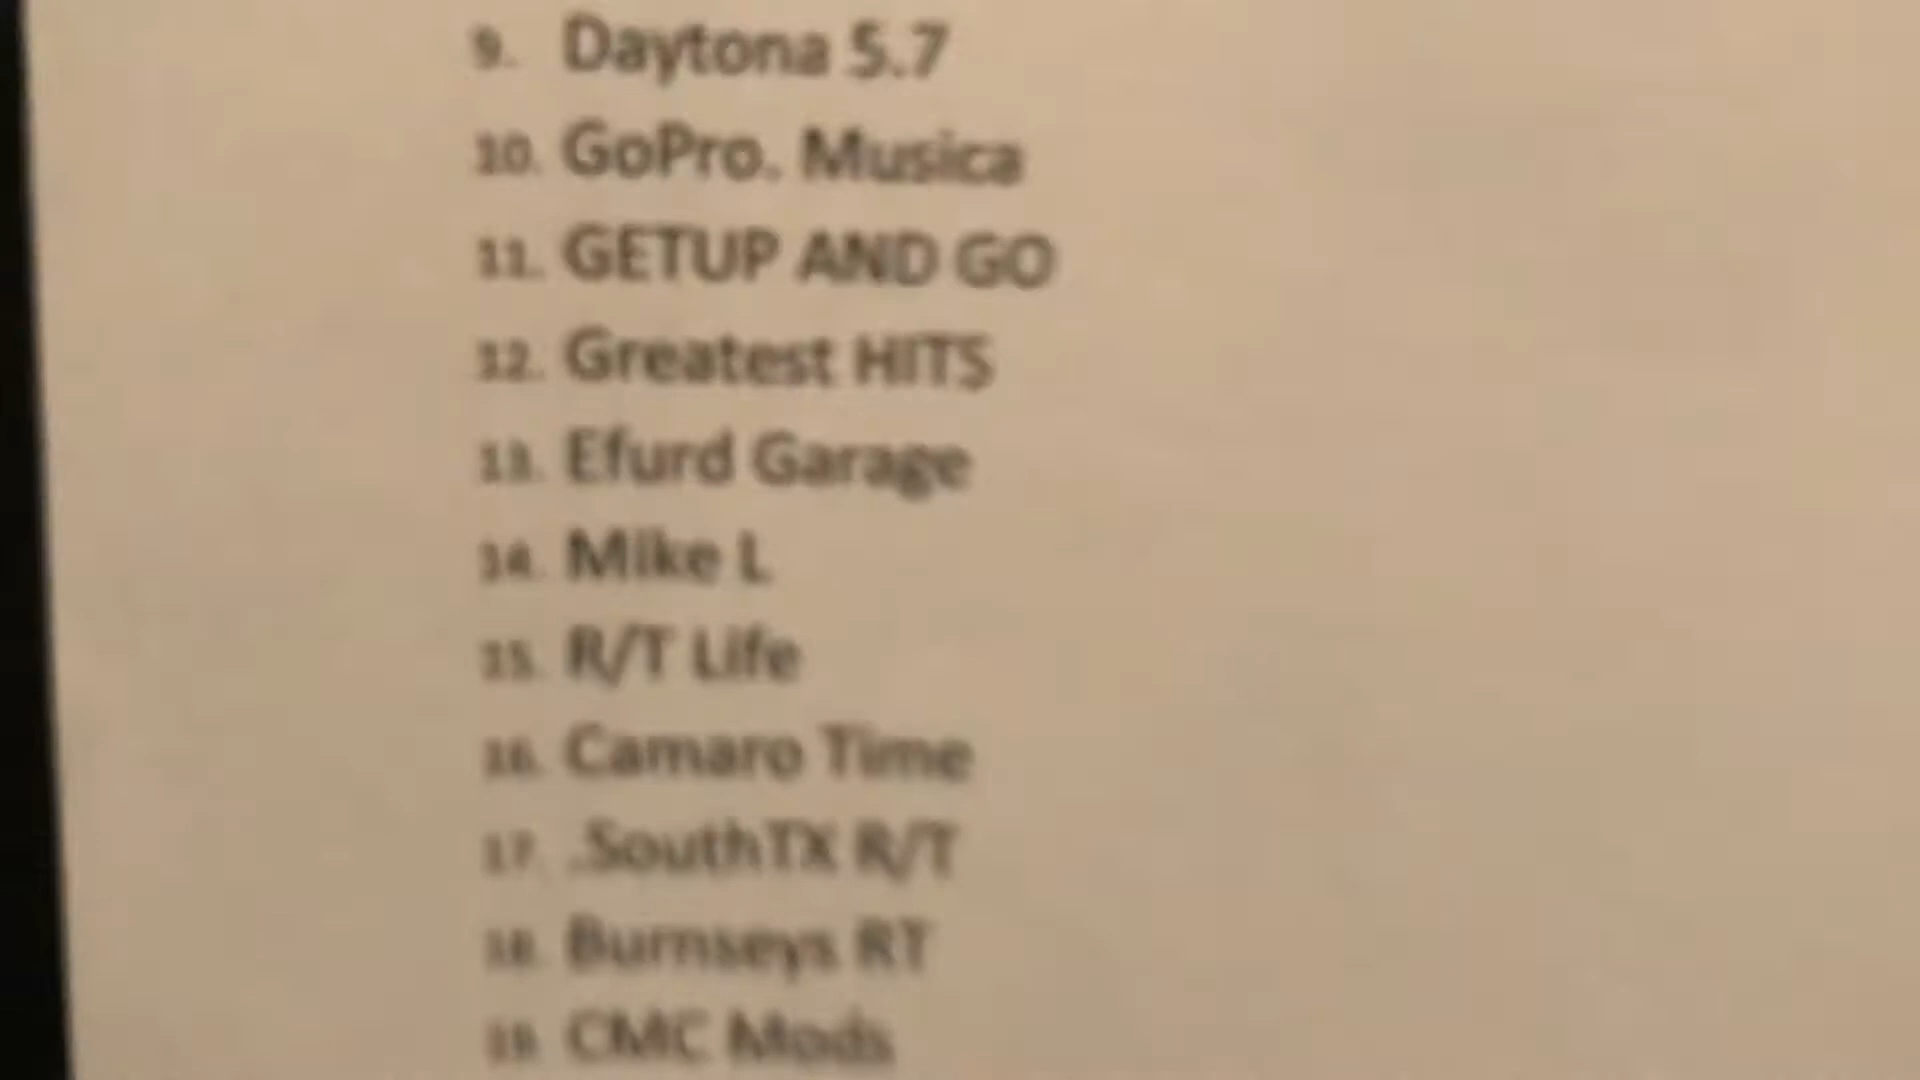 9. Daytona 5.7
10. GoPro. Musica
11. GETUP AND GO
12. Greatest HITS
13. Efurd Garage
14. Mike L
15. R/T Life
16. Camaro Time
17. .SouthTX R/T
18. Burnseys RT
19. CMC Mods